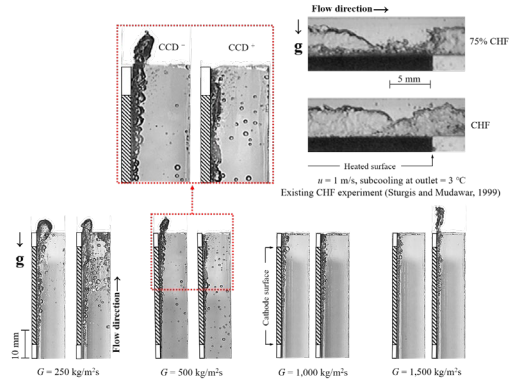 Flow direction→
CCD −
CCD +
g
75% CHF
5 mm
CHF
Heated surface
u = 1 m/s, subcooling at outlet = 3 °C
Existing CHF experiment (Sturgis and Mudawar, 1999)
g
Flow direction→
Cathode surface
10 mm
G = 250 kg/m²s
G = 500 kg/m²s
G = 1,000 kg/m²s
G = 1,500 kg/m²s